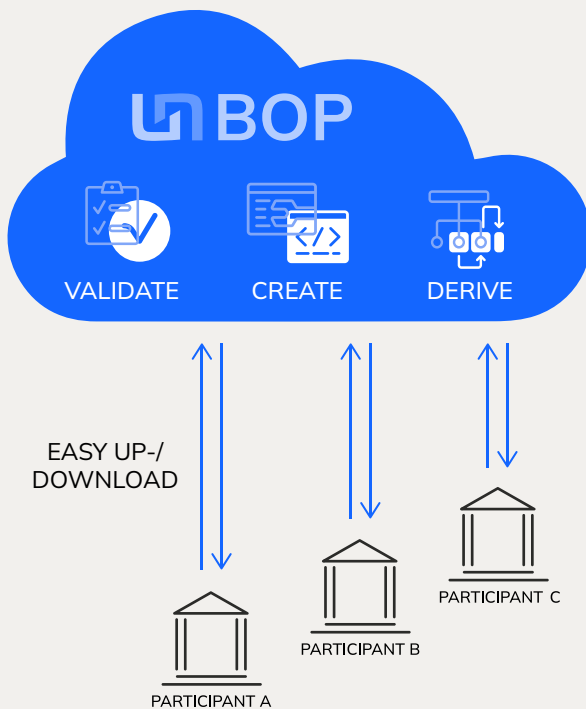 BOP
VALIDATE
CREATE
DERIVE
</>
EASY UP-/
DOWNLOAD
PARTICIPANT C
PARTICIPANT B
PARTICIPANT A